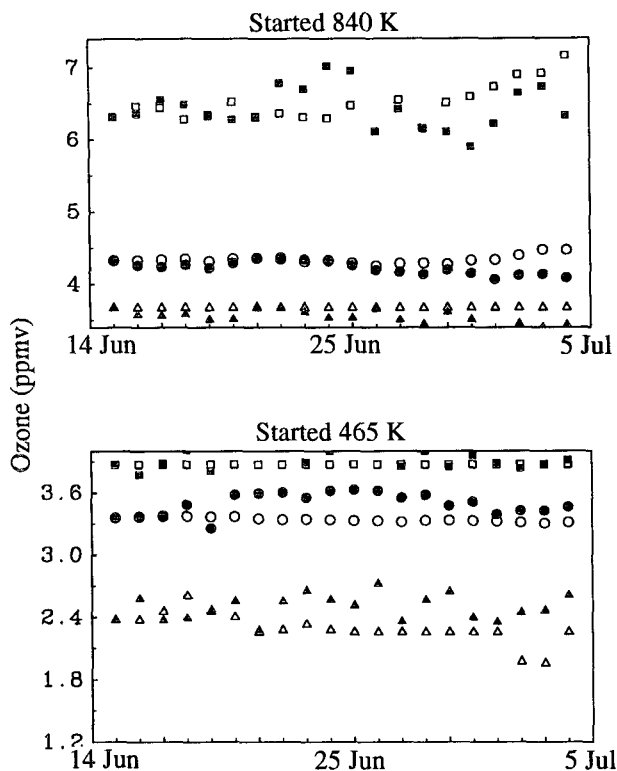 Started 840 K
7
6
5
4
14 Jun
25 Jun
5 Jul
Ozone (ppmv)
Started 465 K
3.6
3.0
2.4
1.8
1.2
14 Jun
25 Jun
5 Jul